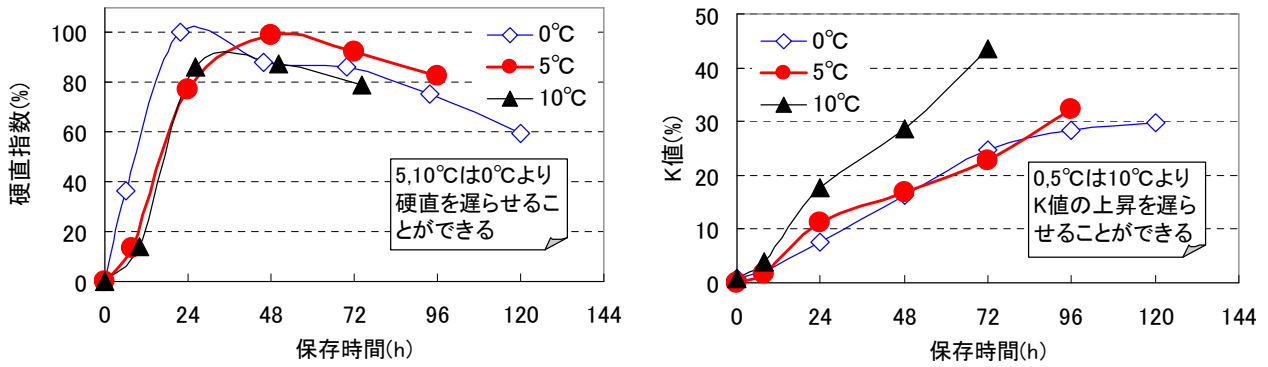 硬直指数(%)
100
80
60
40
20
0
0 24 48 72 96 120 144
保存時間(h)
0℃
5℃
10℃
5,10℃は0℃より
硬直を遅らせるこ
とができる
K値(%)
50
40
30
20
10
0
0 24 48 72 96 120 144
保存時間(h)
0℃
5℃
10℃
0,5℃は10℃より
K値の上昇を遅ら
せることができる